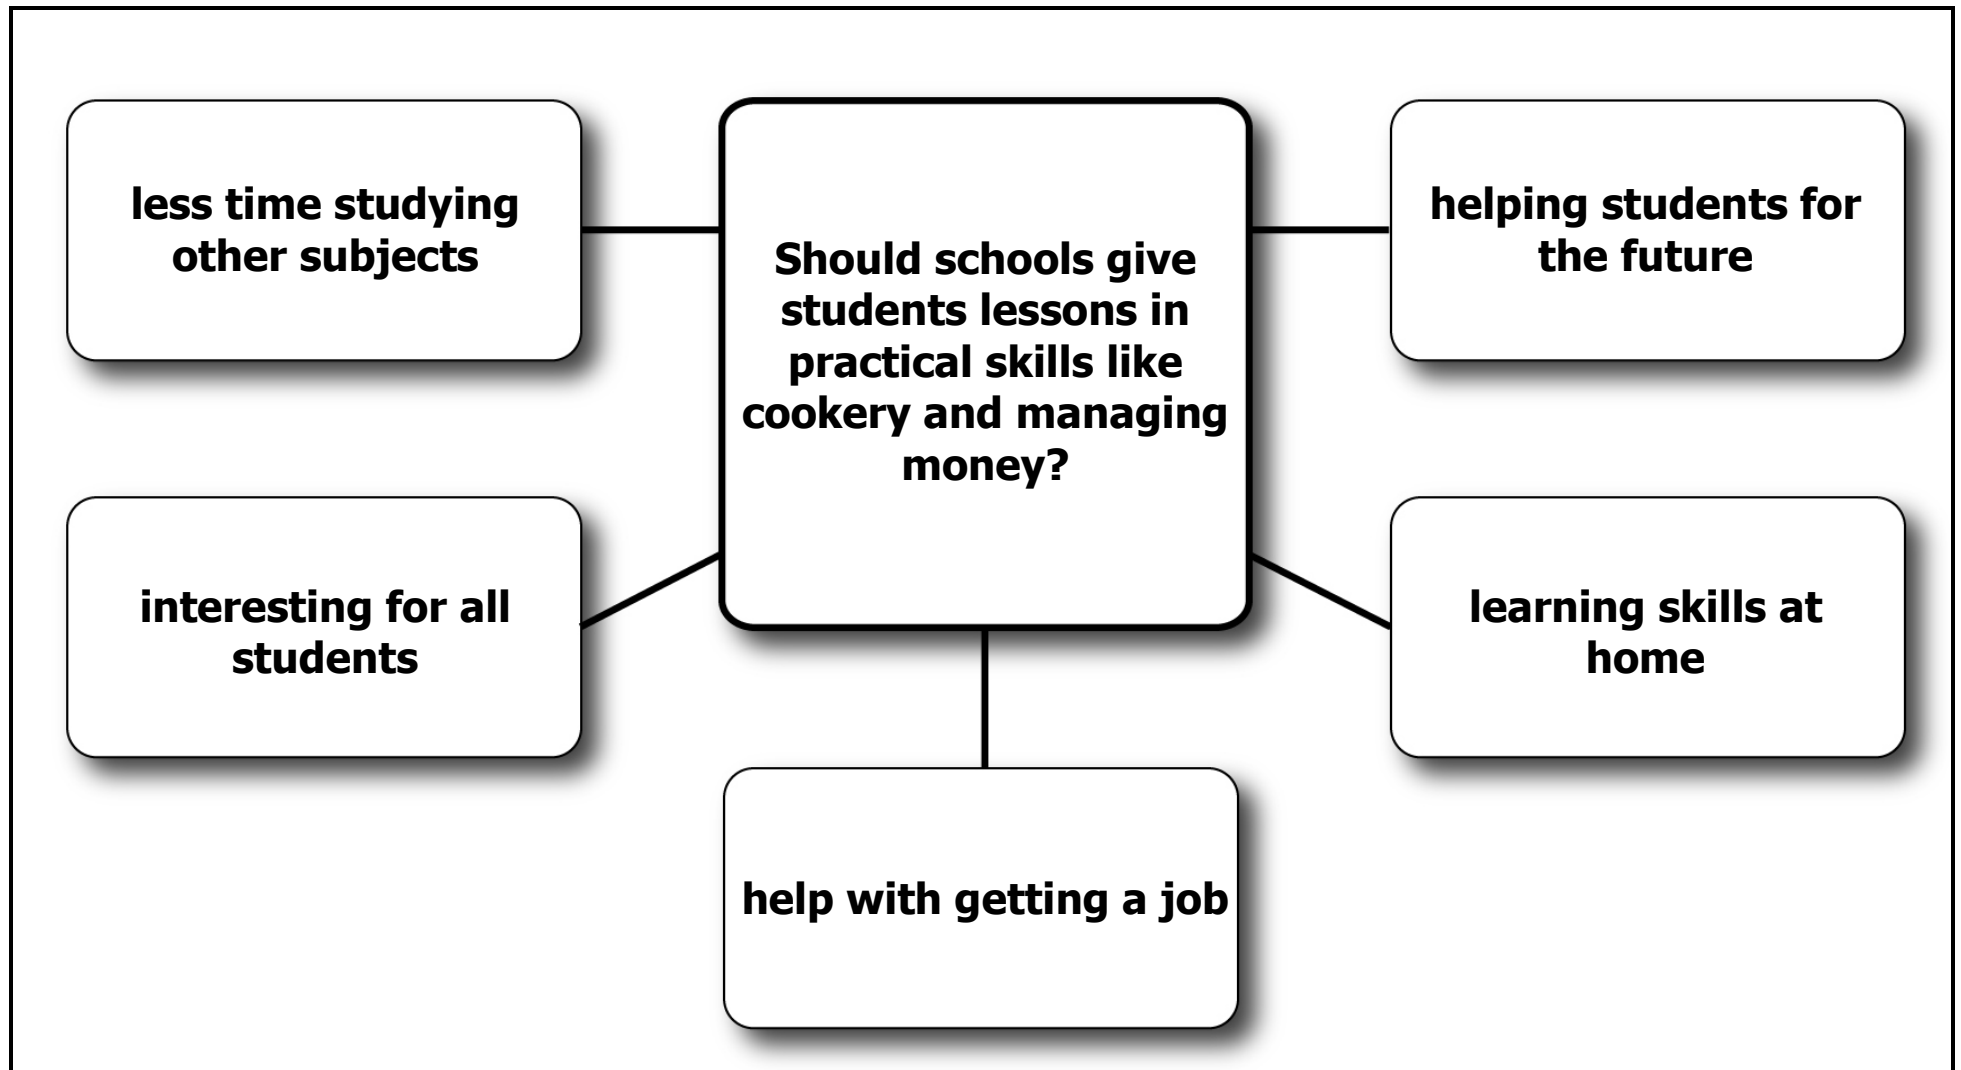 less time studying
other subjects
Should schools give
students lessons in
practical skills like
cookery and managing
money?
helping students for
the future
interesting for all
students
learning skills at
home
help with getting a job